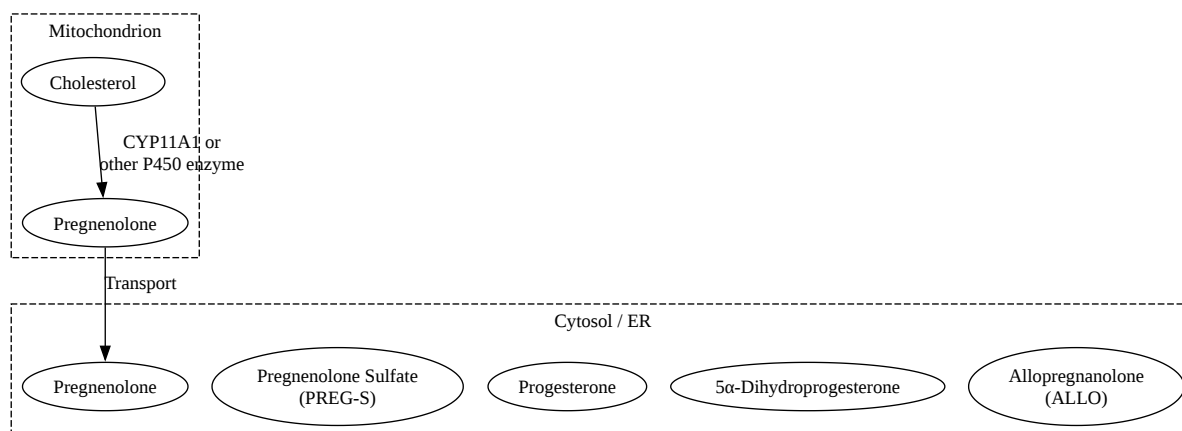 Mitochondrion
Cholesterol
CYP11A1 or
other P450 enzyme
Pregnenolone
Transport
Cytosol / ER
Pregnenolone
Pregnenolone Sulfate
(PREG-S)
Progesterone
5α-Dihydroprogesterone
Allopregnanolone
(ALLO)